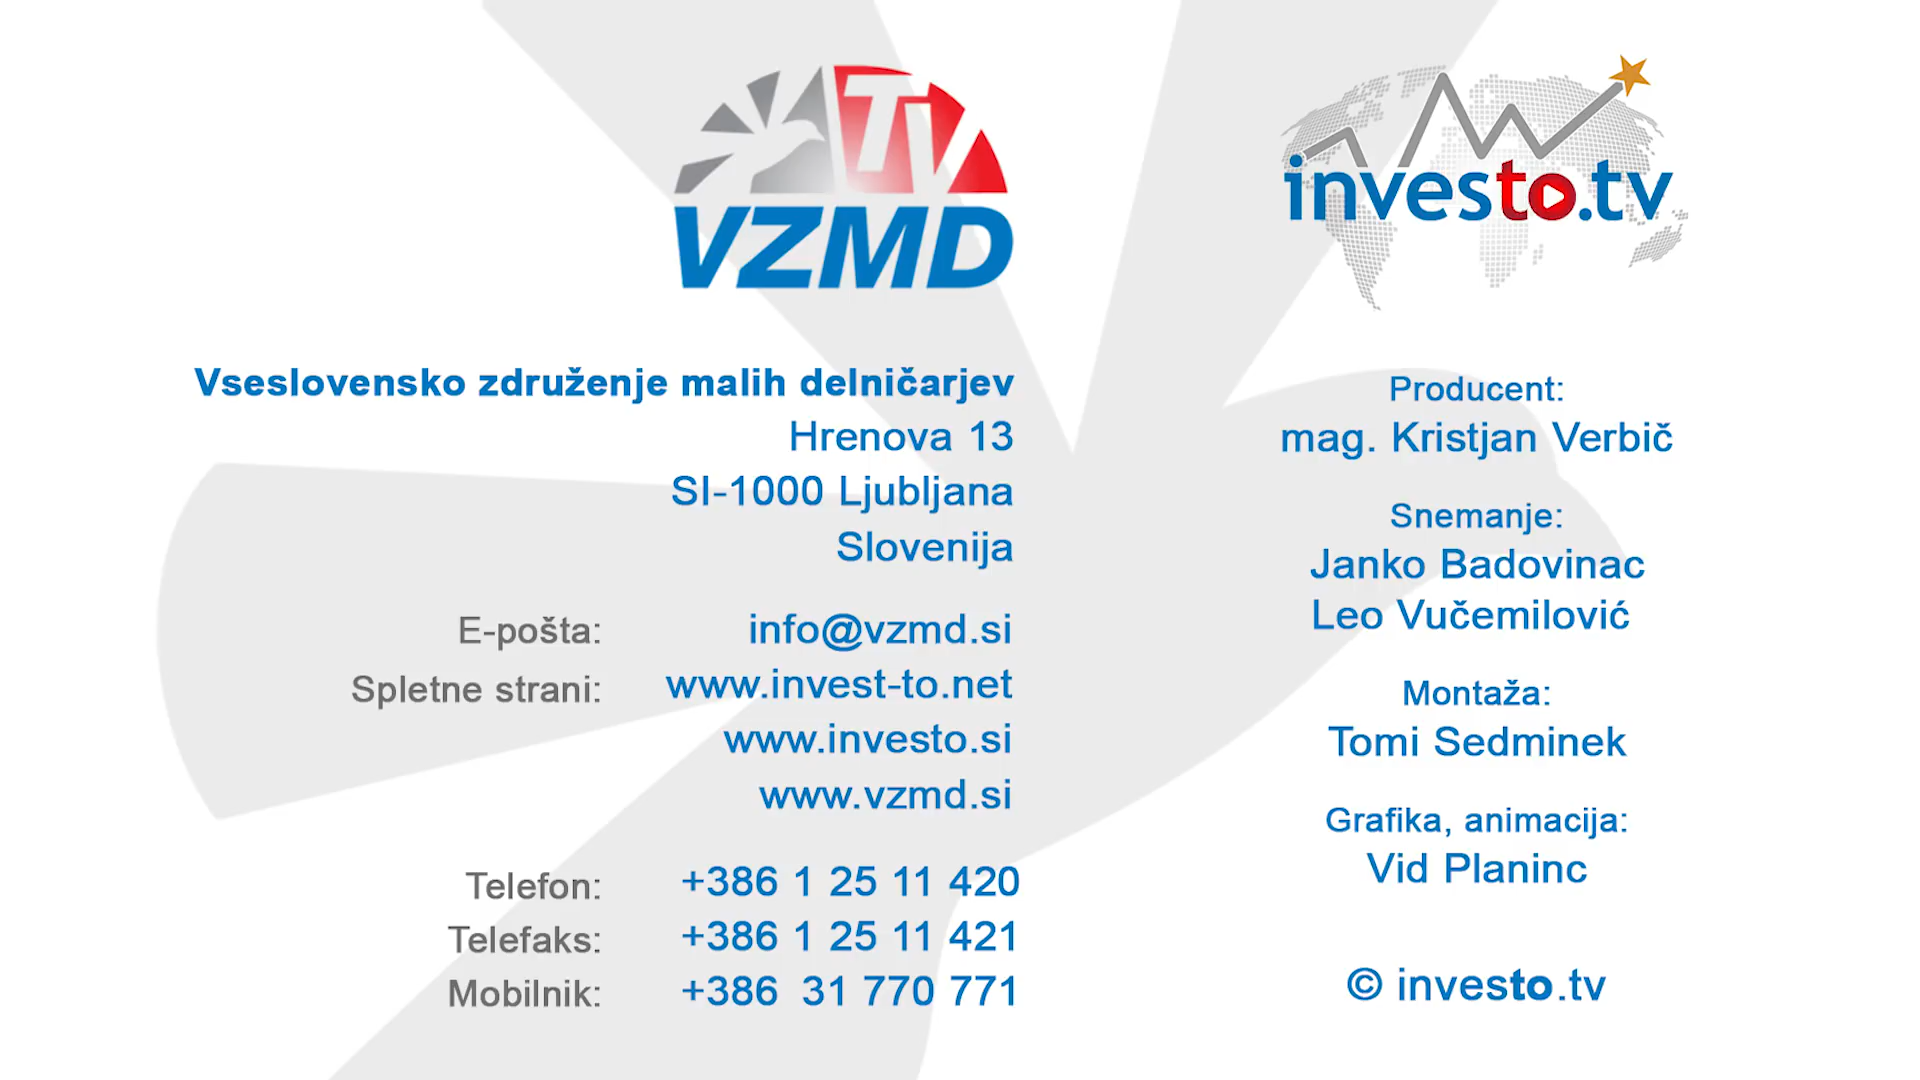 TV
VZMD
Vseslovensko združenje malih delničarjev
Hrenova 13
SI-1000 Ljubljana
Slovenija
E-pošta: info@vzmd.si
Spletne strani: www.invest-to.net
www.investo.si
www.vzmd.si
Telefon: +386 1 25 11 420
Telefaks: +386 1 25 11 421
Mobilnik: +386 31 770 771
investo.tv
Producent:
mag. Kristjan Verbič
Snemanje:
Janko Badovinac
Leo Vučemilović
Montaža:
Tomi Sedminek
Grafika, animacija:
Vid Planinc
© investo.tv